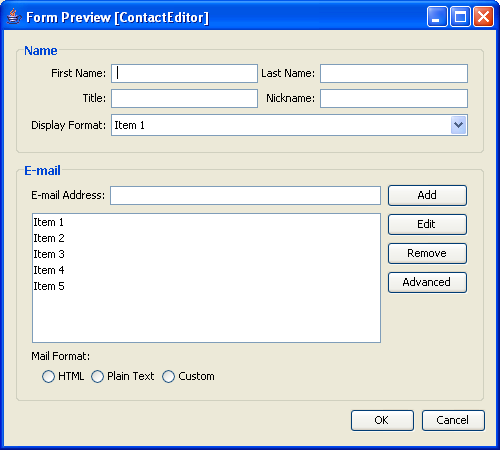 Form Preview [ContactEditor]
Name
First Name: Last Name:
Title: Nickname:
Display Format: Item 1
E-mail
E-mail Address: Add
Item 1 Edit
Item 2
Item 3 Remove
Item 4
Item 5 Advanced
Mail Format:
HTML Plain Text Custom
OK Cancel